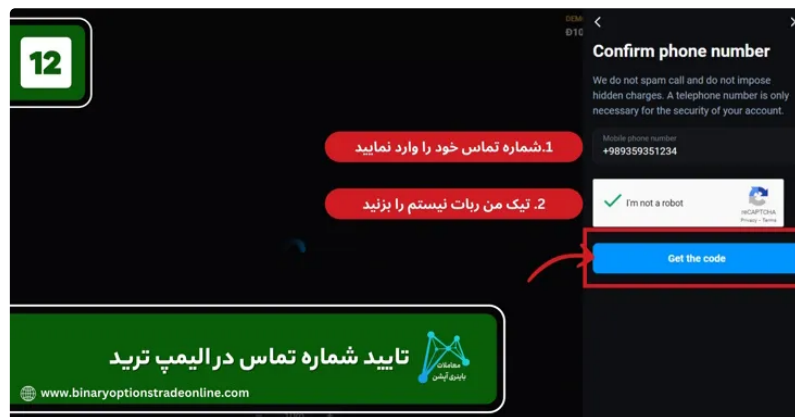 12
DEM
Đ10
Confirm phone number
We do not spam call and do not impose
hidden charges. A telephone number is only
necessary for the security of your account.
Mobile phone number
+989359351234
1.شماره تماس خود را وارد نمایید
2. تیک من ربات نیستم را بزنید
I'm not a robot
reCAPTCHA
Privacy - Terms
Get the code
تایید شماره تماس در الیمپ ترید
معاملات
باینری آپشن
www.binaryoptionstradeonline.com